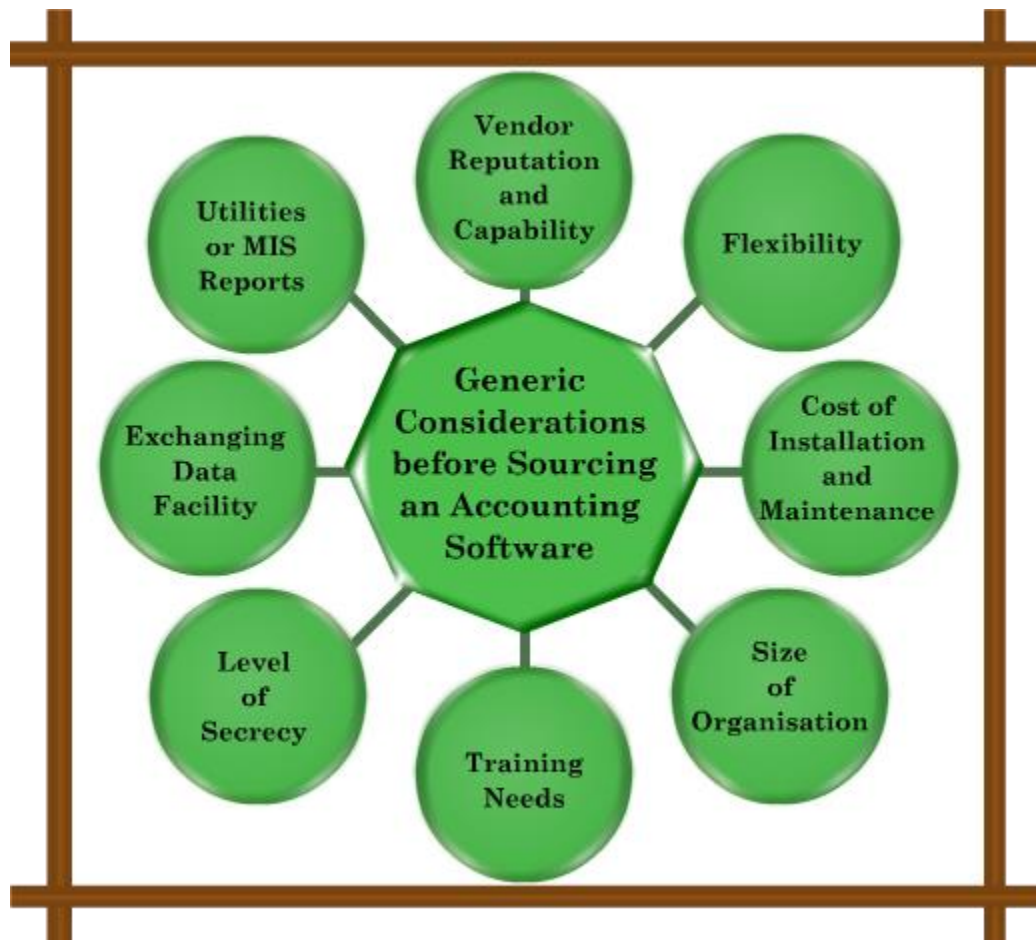 Generic
Considerations
before Sourcing
an Accounting
Software
Vendor
Reputation
and
Capability
Flexibility
Cost of
Installation
and
Maintenance
Size
of
Organisation
Training
Needs
Level
of
Secrecy
Exchanging
Data
Facility
Utilities
or MIS
Reports